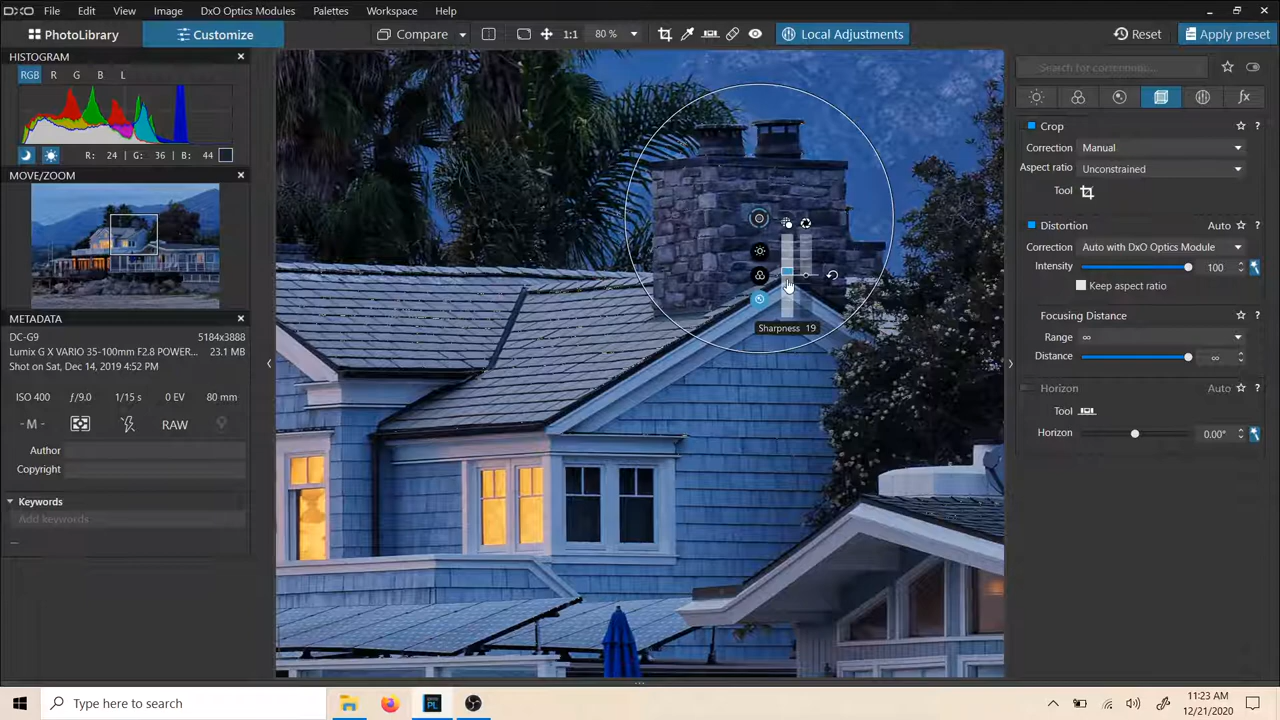 DXO File Edit View Image DxO Optics Modules Palettes Workspace Help
PhotoLibrary Customize Compare 1:1 80 % Local Adjustments Reset Apply preset
HISTOGRAM
RGB R G B L
R: 24 G: 36 B: 44
MOVE/ZOOM
METADATA
DC-G9 5184x3888
Lumix G X VARIO 35-100mm F2.8 POWER... 23.1 MB
Shot on Sat, Dec 14, 2019 4:52 PM
ISO 400 ƒ/9.0 1/15 s 0 EV 80 mm
- M - RAW
Author
Copyright
Keywords
Add keywords
Sharpness 19
Search for correction...
fx
Crop ?
Correction Manual
Aspect ratio Unconstrained
Tool
Distortion Auto ?
Correction Auto with DxO Optics Module
Intensity 100
Keep aspect ratio
Focusing Distance
Range ∞
Distance ∞
Horizon Auto ?
Tool
Horizon 0.00°
Type here to search
PL
11:23 AM
12/21/2020